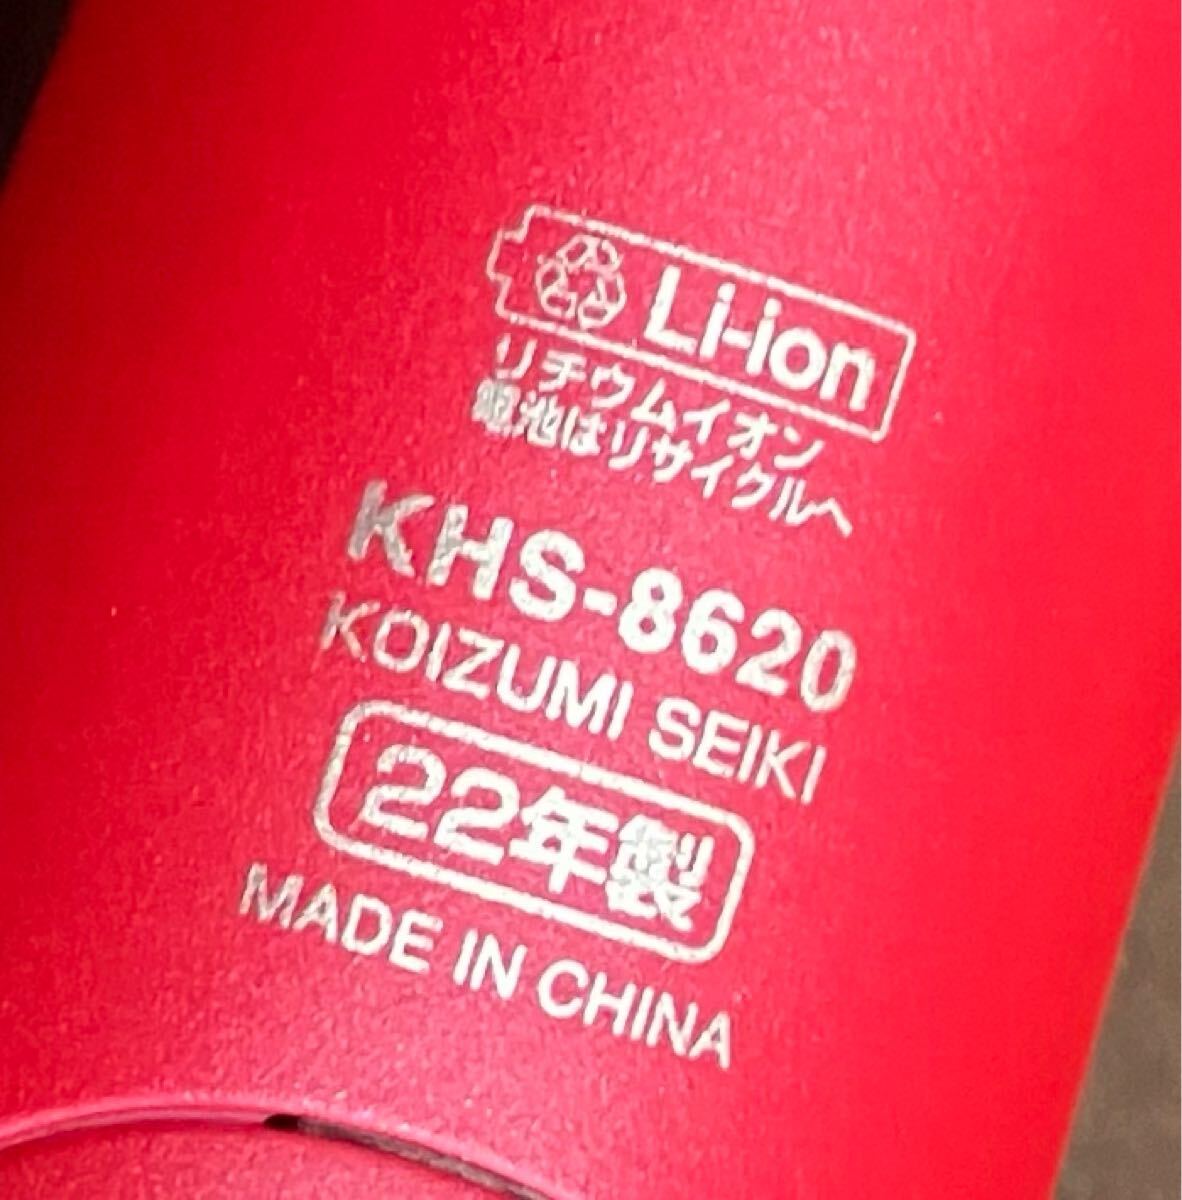 Li-ion
リチウムイオン
電池はリサイクルへ
KHS-8620
KOIZUMI SEIKI
22年製
MADE IN CHINA